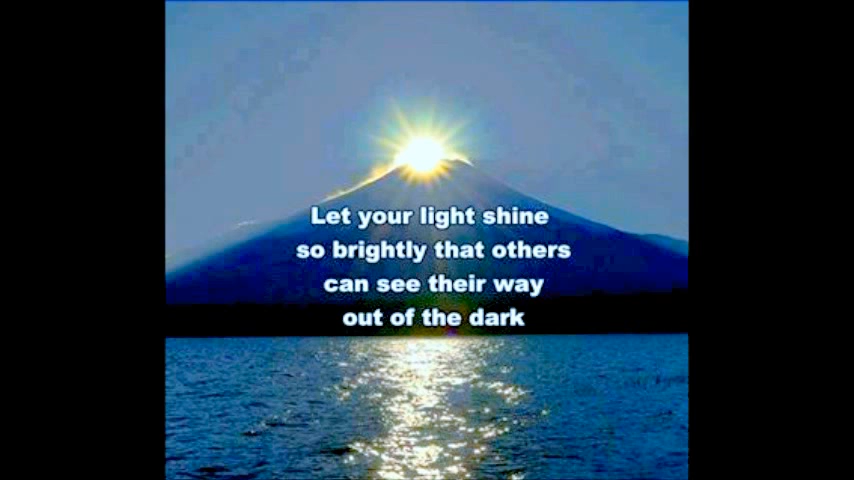 Let your light shine
so brightly that others
can see their way
out of the dark